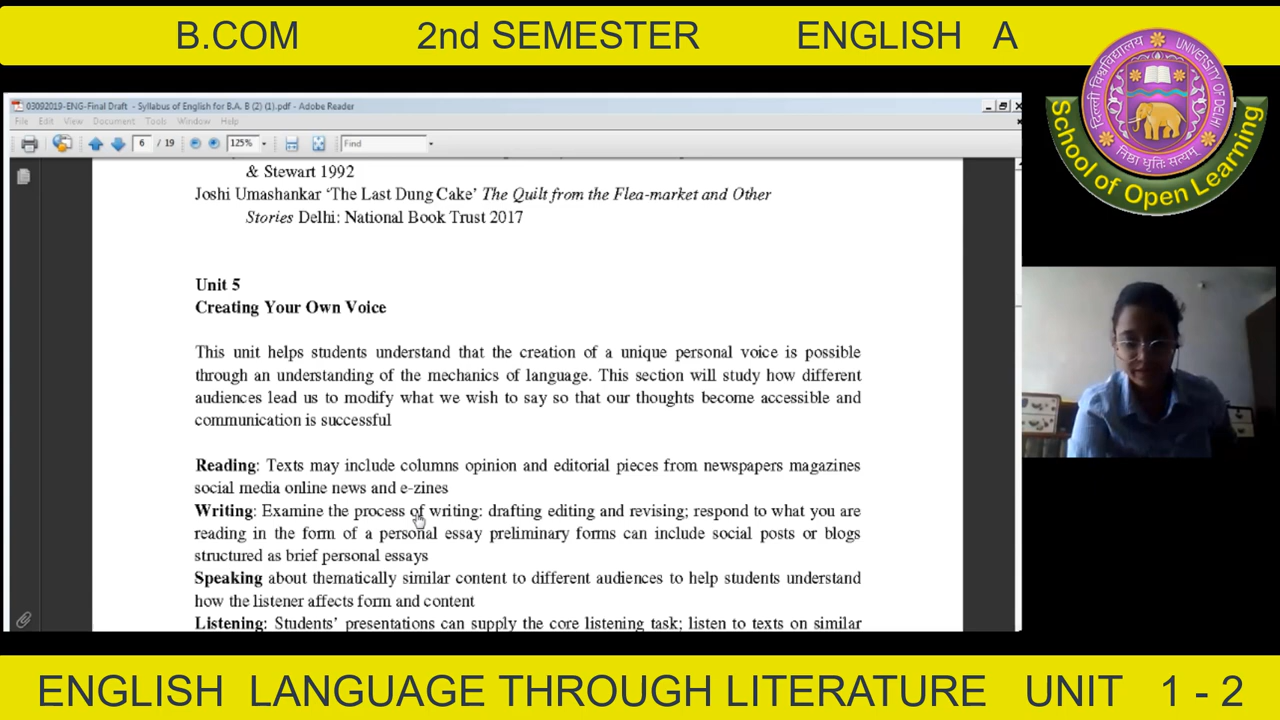 B.COM 2nd SEMESTER ENGLISH A
दिल्ली विश्वविद्यालय UNIVERSITY OF DELHI
निष्ठा धृतिः सत्यम्
School of Open Learning
03092019-ENG-Final Draft - Syllabus of English for B.A. B (2) (1).pdf - Adobe Reader
File Edit View Document Tools Window Help
6 / 19 125% Find
& Stewart 1992
Joshi Umashankar ‘The Last Dung Cake’ The Quilt from the Flea-market and Other
Stories Delhi: National Book Trust 2017
Unit 5
Creating Your Own Voice
This unit helps students understand that the creation of a unique personal voice is possible
through an understanding of the mechanics of language. This section will study how different
audiences lead us to modify what we wish to say so that our thoughts become accessible and
communication is successful
Reading: Texts may include columns opinion and editorial pieces from newspapers magazines
social media online news and e-zines
Writing: Examine the process of writing: drafting editing and revising; respond to what you are
reading in the form of a personal essay preliminary forms can include social posts or blogs
structured as brief personal essays
Speaking about thematically similar content to different audiences to help students understand
how the listener affects form and content
Listening: Students’ presentations can supply the core listening task; listen to texts on similar
ENGLISH LANGUAGE THROUGH LITERATURE UNIT 1 - 2